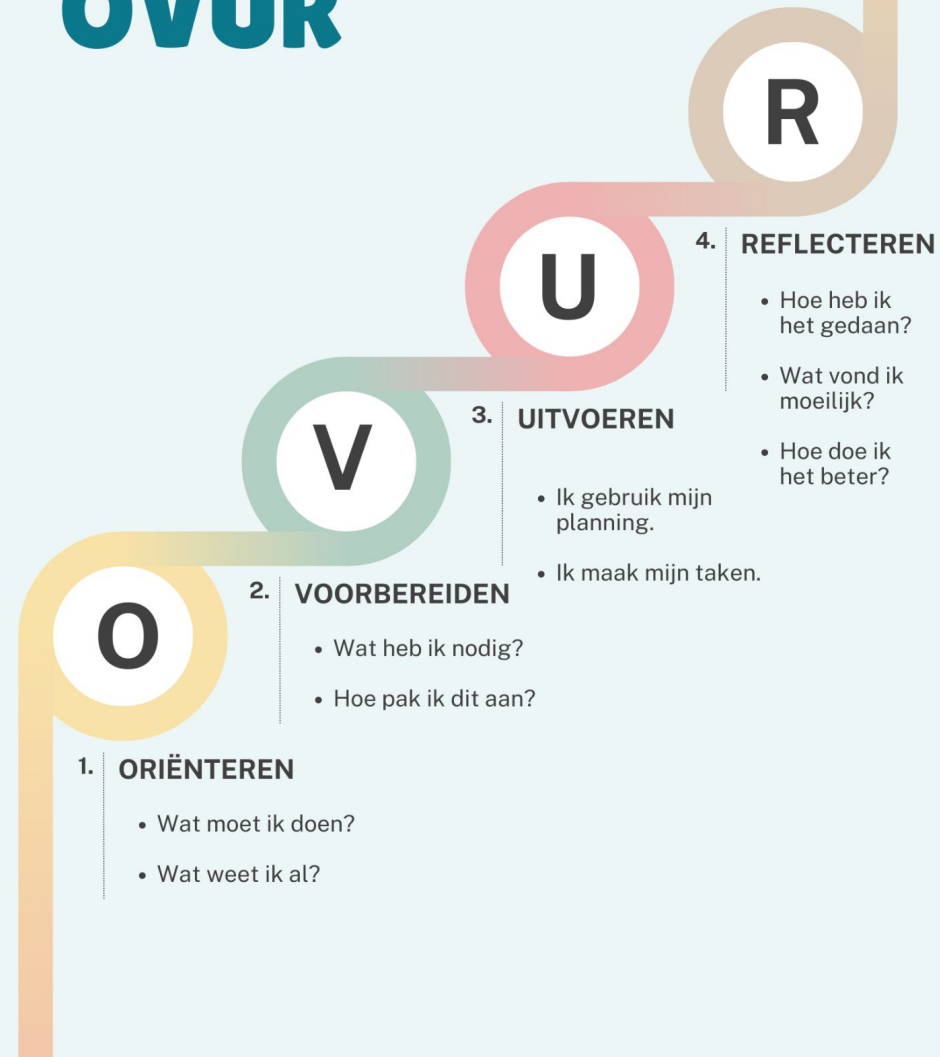 OVUR
O
1. ORIËNTEREN
• Wat moet ik doen?
• Wat weet ik al?
V
2. VOORBEREIDEN
• Wat heb ik nodig?
• Hoe pak ik dit aan?
U
3. UITVOEREN
• Ik gebruik mijn
planning.
• Ik maak mijn taken.
R
4. REFLECTEREN
• Hoe heb ik
het gedaan?
• Wat vond ik
moeilijk?
• Hoe doe ik
het beter?